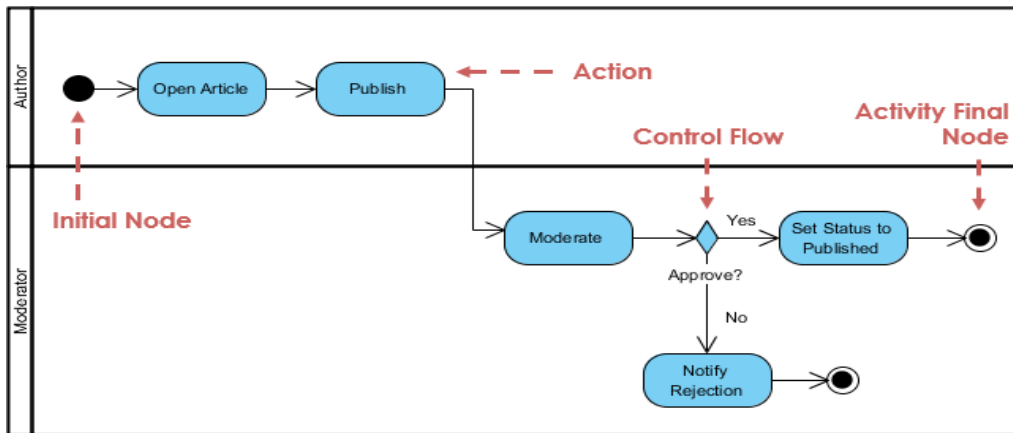 Author
Open Article
Publish
Action
Control Flow
Activity Final
Node
Initial Node
Moderator
Moderate
Yes
Set Status to
Published
Approve?
No
Notify
Rejection